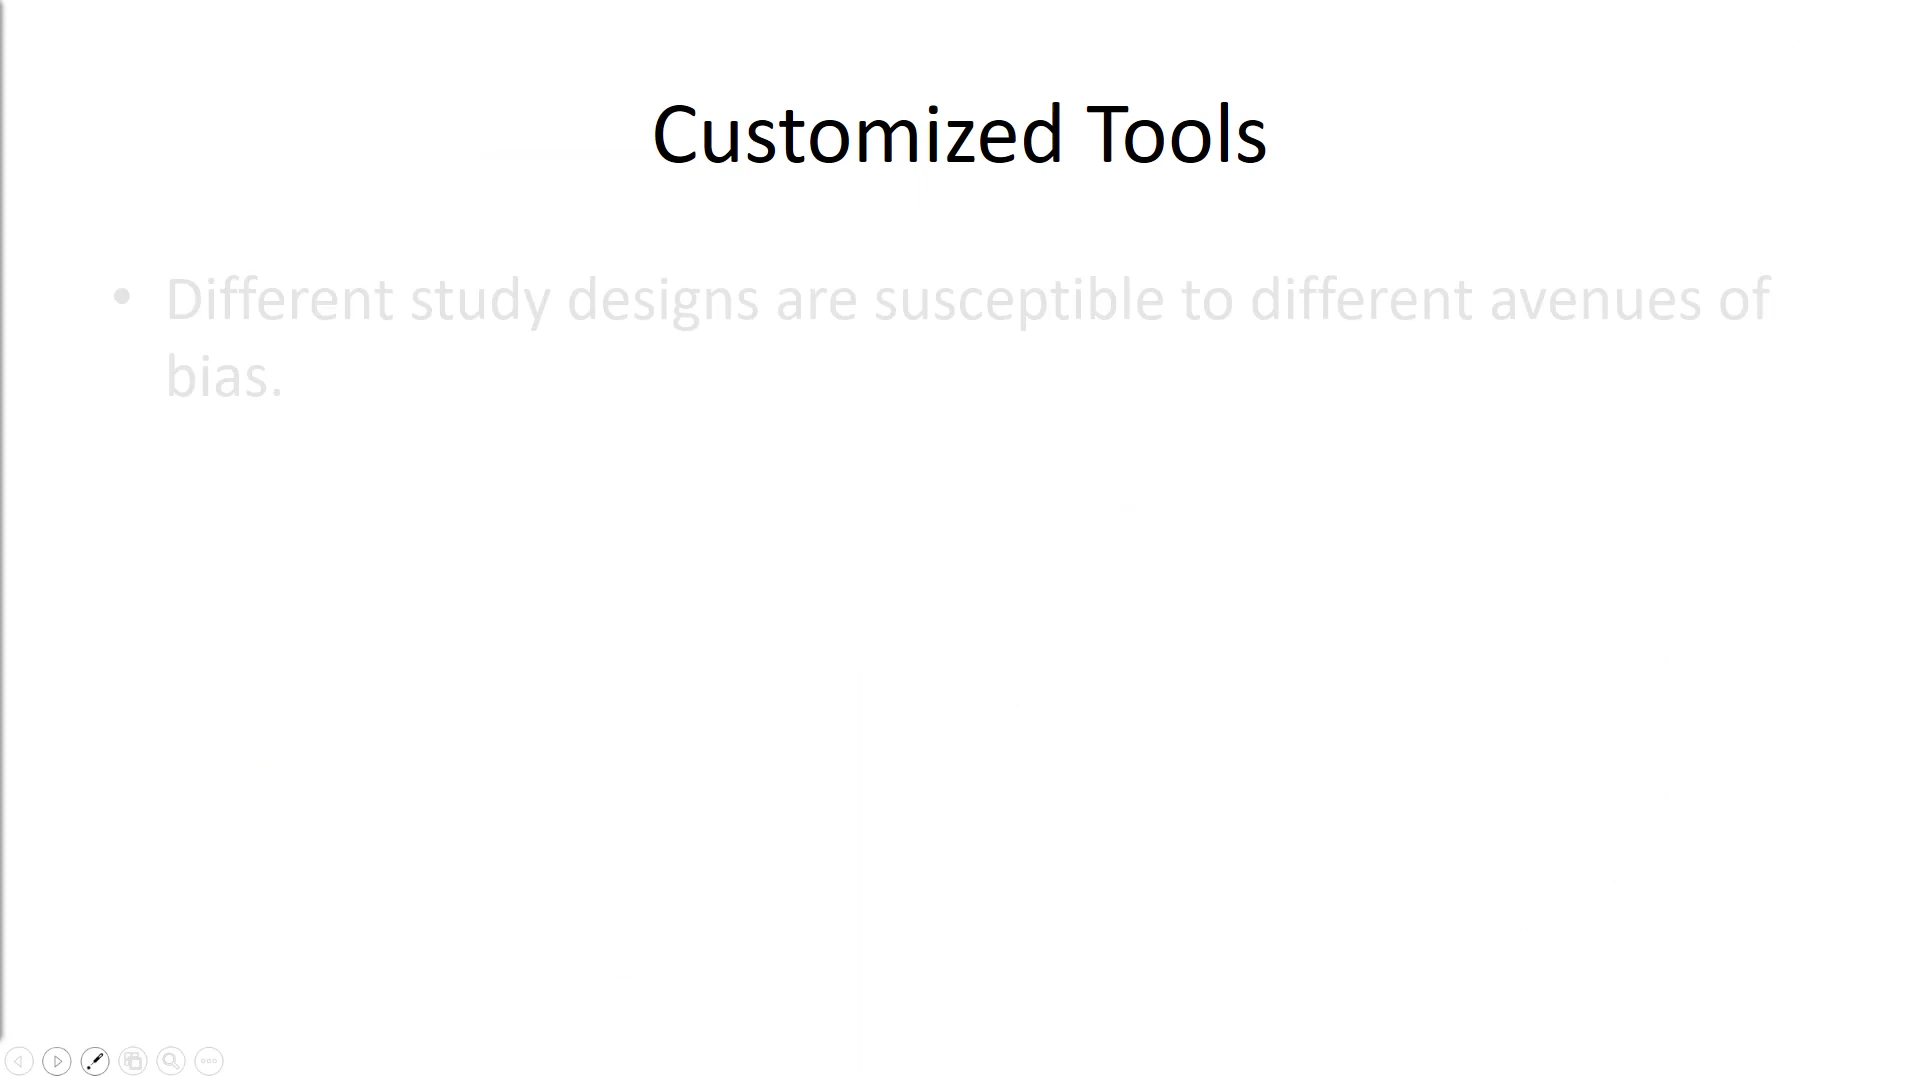 Customized Tools
• Different study designs are susceptible to different avenues of
bias.